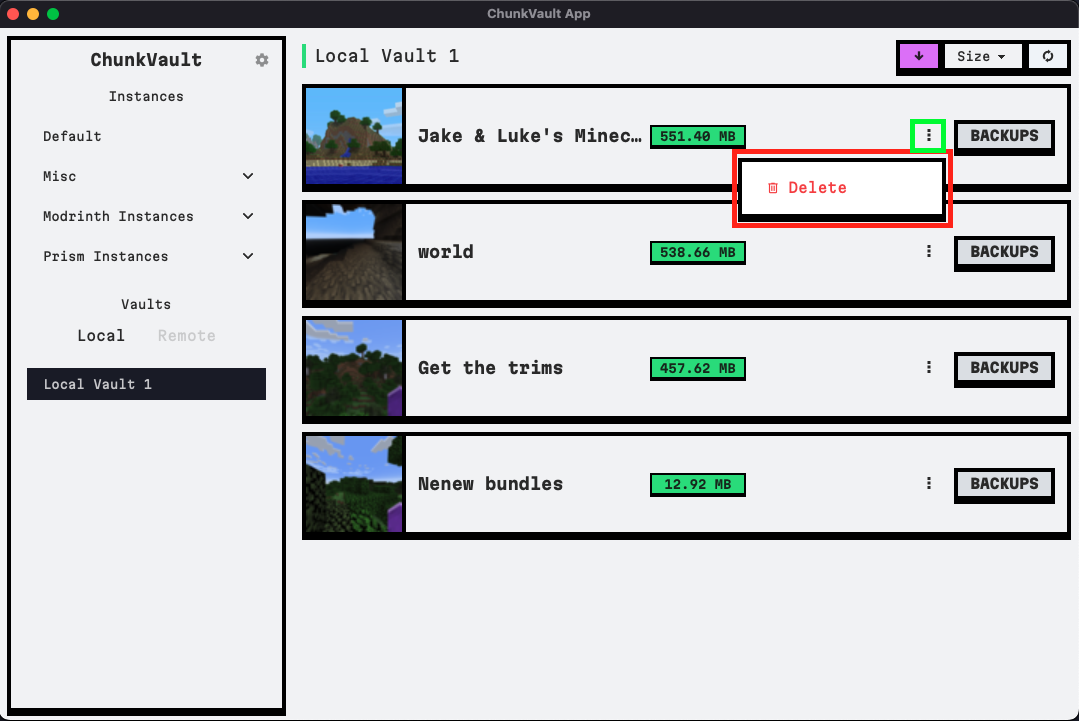 ChunkVault App
ChunkVault
Instances
Default
Misc
Modrinth Instances
Prism Instances
Vaults
Local Remote
Local Vault 1
Local Vault 1
Size
Jake & Luke's Minec… 551.40 MB BACKUPS
Delete
world 538.66 MB BACKUPS
Get the trims 457.62 MB BACKUPS
Nenew bundles 12.92 MB BACKUPS